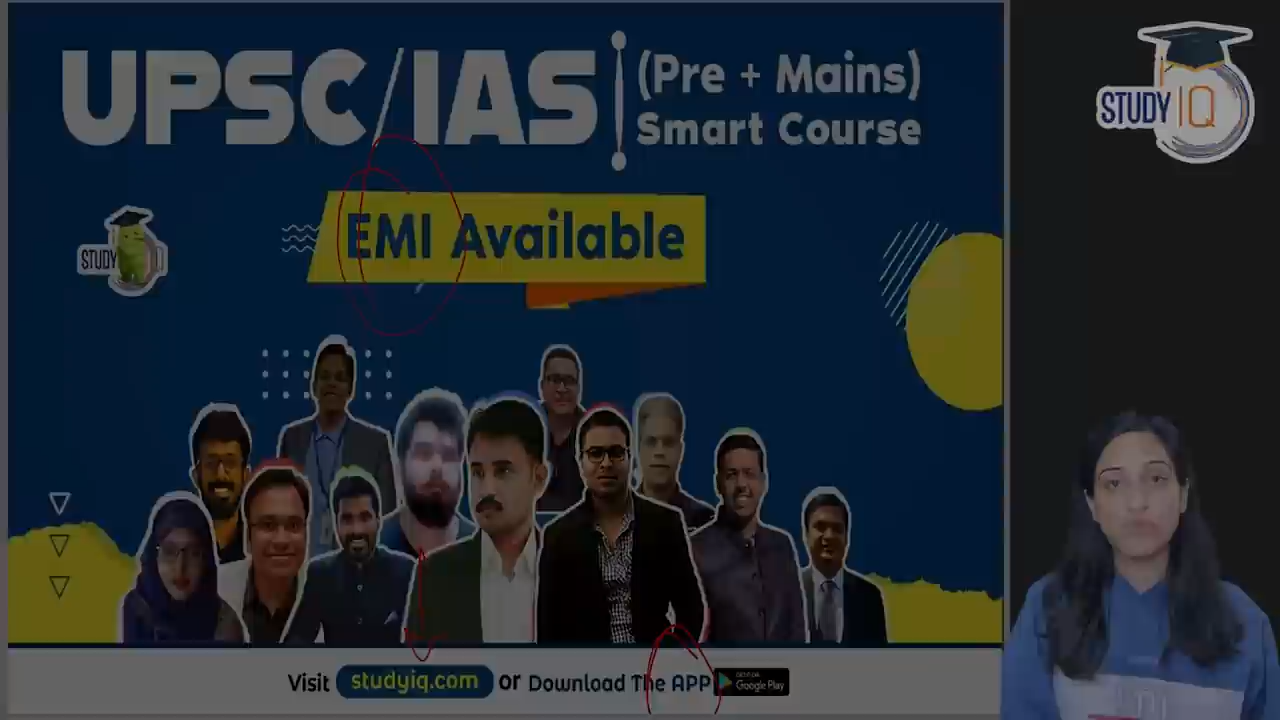 UPSC/IAS
(Pre + Mains)
Smart Course
STUDY IQ
EMI Available
STUDY
Visit studyiq.com or Download The APP
Google Play